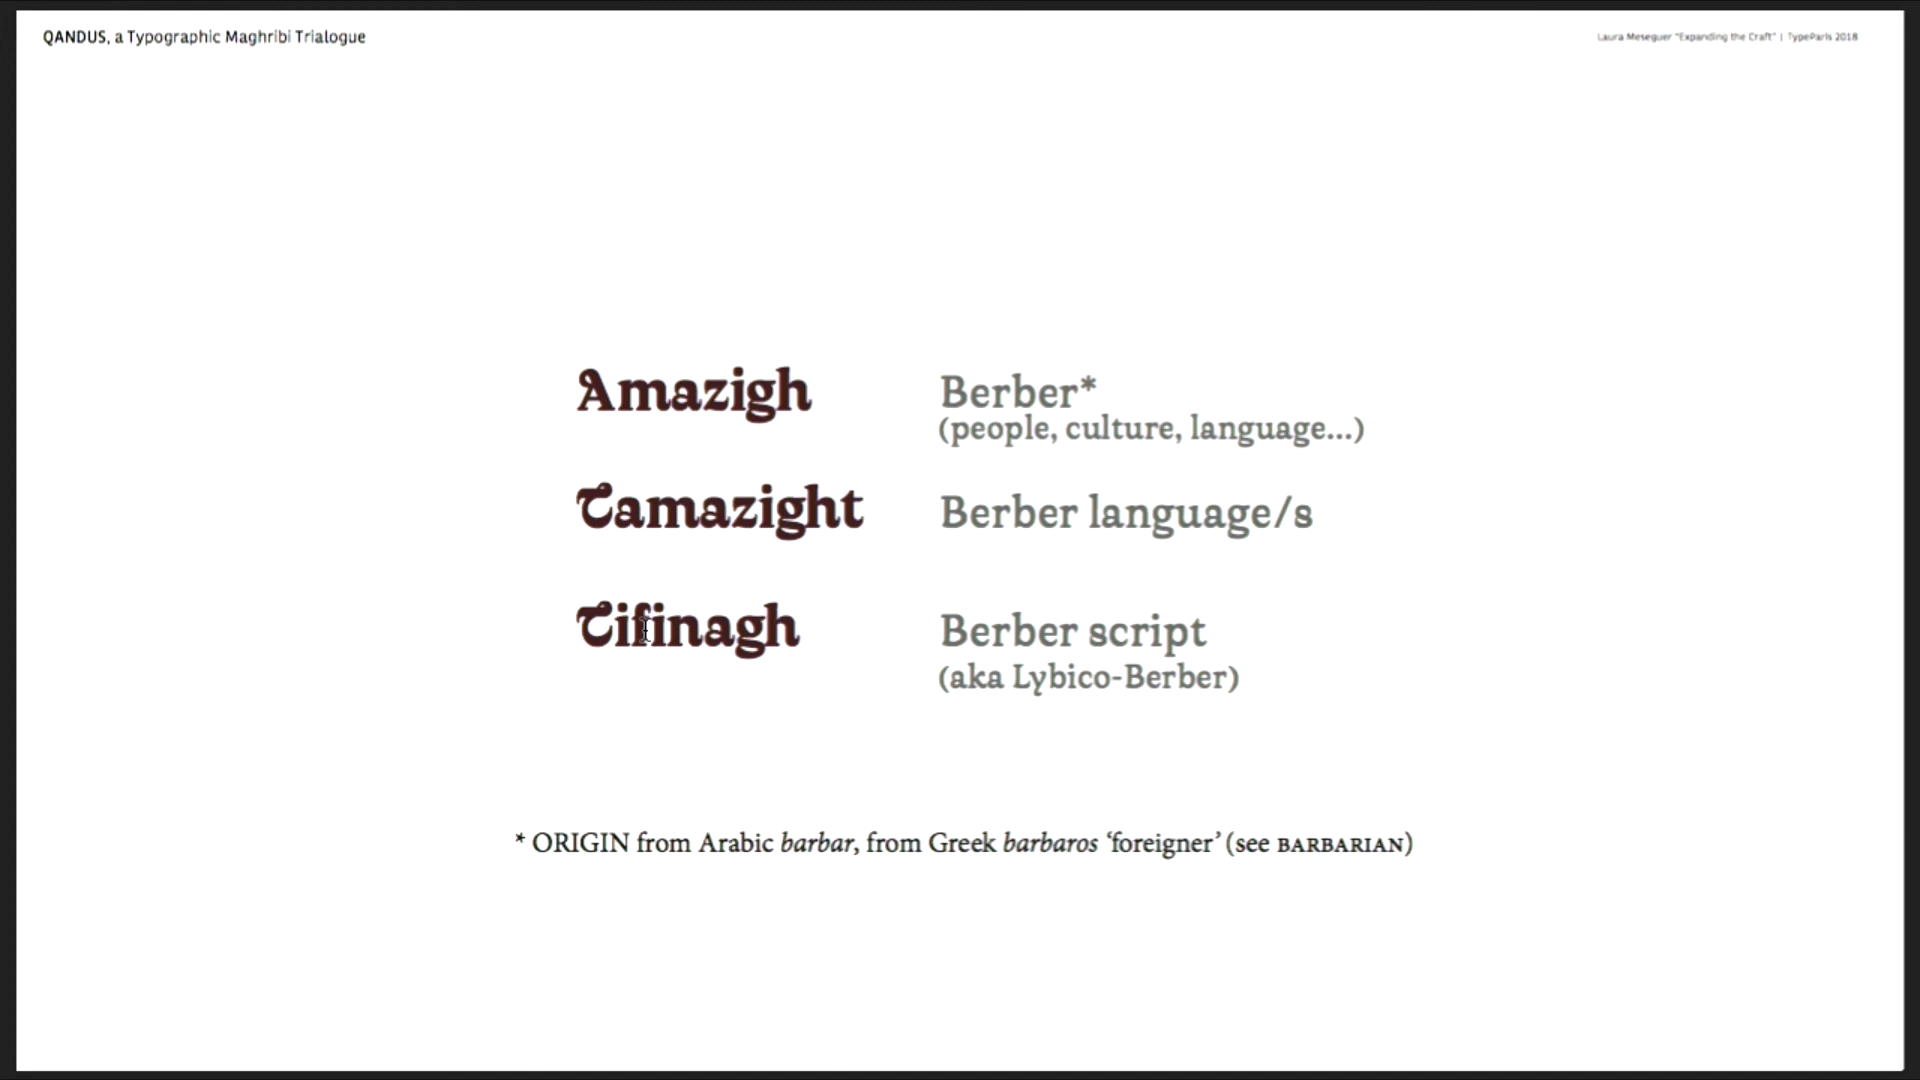 QANDUS, a Typographic Maghribi Trialogue
Laura Meseguer "Expanding the Craft" | TypeParis 2018
Amazigh
Berber*
(people, culture, language...)
Tamazight
Berber language/s
Tifinagh
Berber script
(aka Lybico-Berber)
* ORIGIN from Arabic barbar, from Greek barbaros ‘foreigner’ (see BARBARIAN)